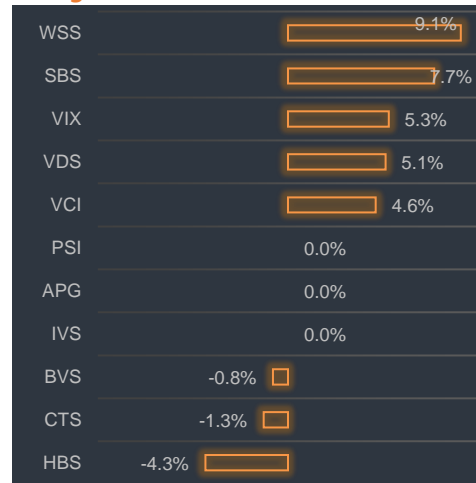 WSS 9.1%
SBS 7.7%
VIX 5.3%
VDS 5.1%
VCI 4.6%
PSI 0.0%
APG 0.0%
IVS 0.0%
BVS -0.8%
CTS -1.3%
HBS -4.3%